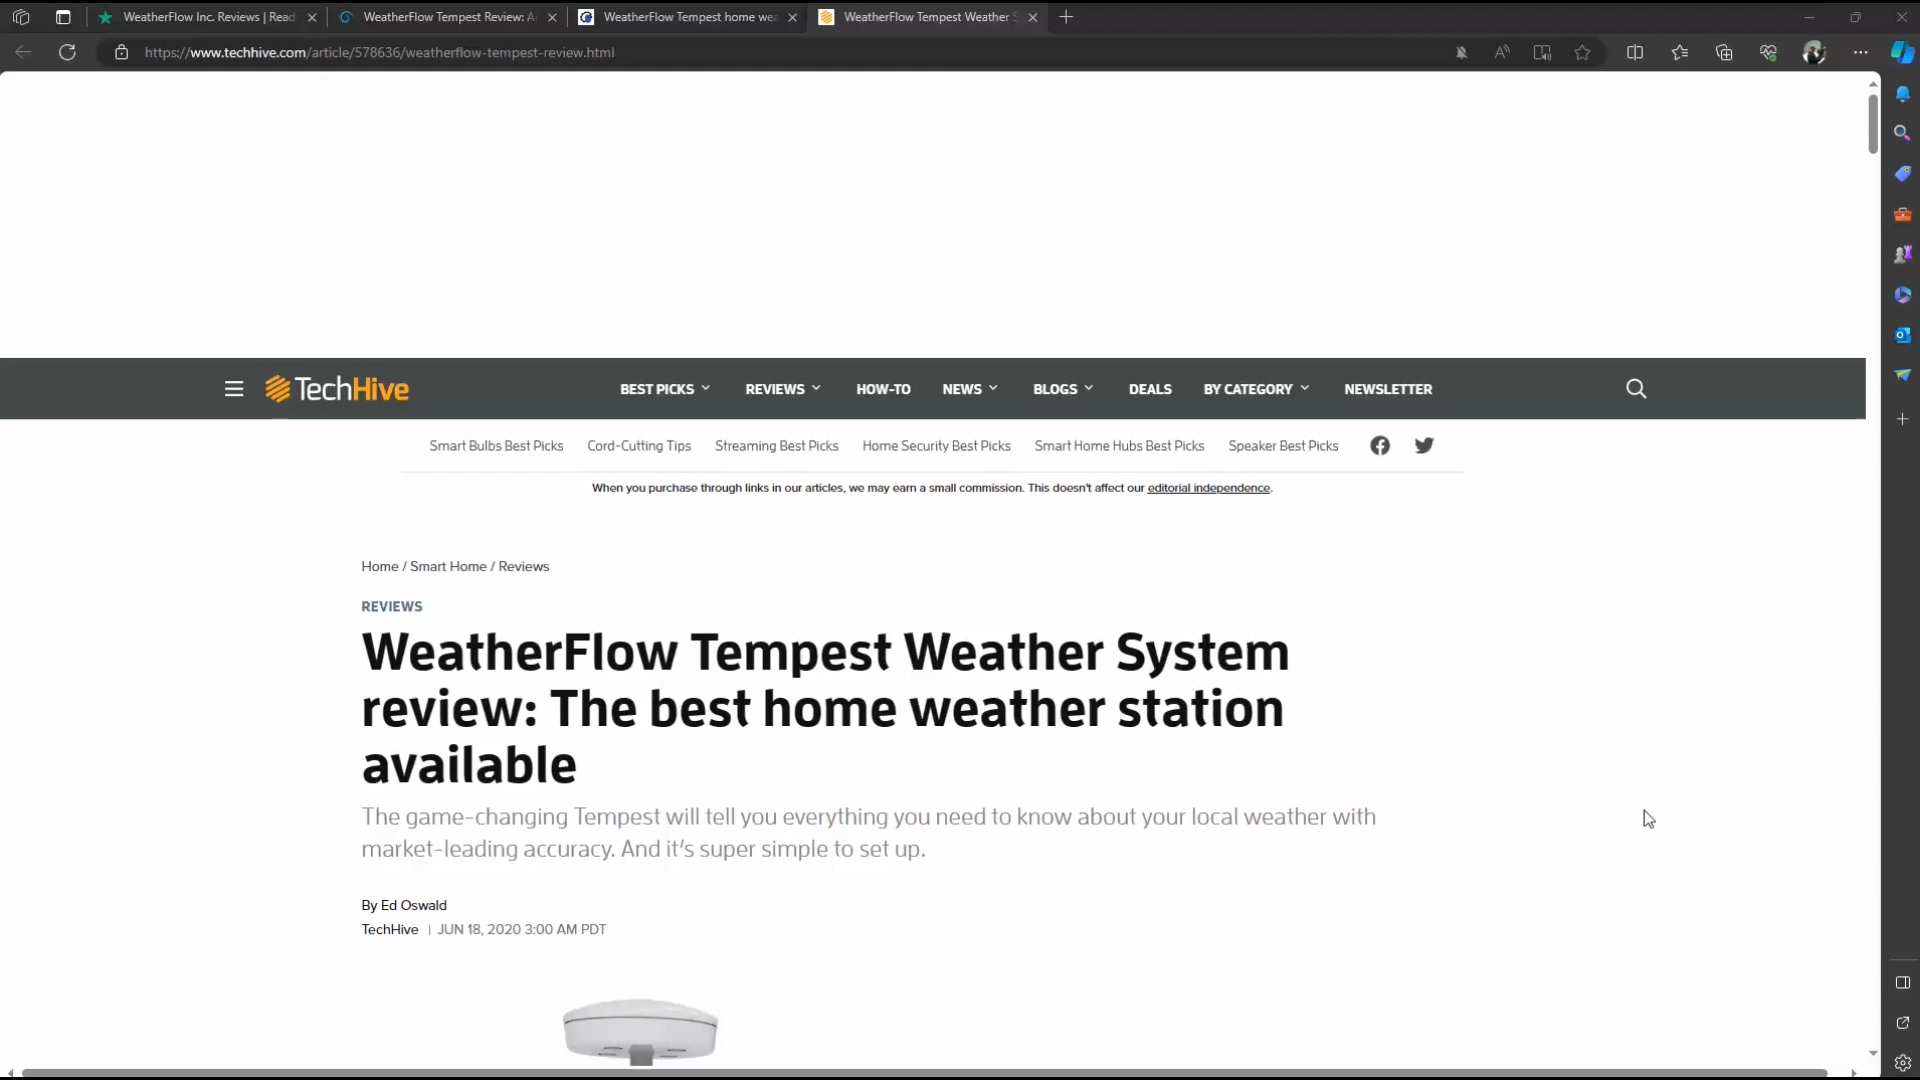 WeatherFlow Inc. Reviews | Read
WeatherFlow Tempest Review: A
WeatherFlow Tempest home wea
WeatherFlow Tempest Weather S
https://www.techhive.com/article/578636/weatherflow-tempest-review.html
TechHive
BEST PICKS
REVIEWS
HOW-TO
NEWS
BLOGS
DEALS
BY CATEGORY
NEWSLETTER
Smart Bulbs Best Picks
Cord-Cutting Tips
Streaming Best Picks
Home Security Best Picks
Smart Home Hubs Best Picks
Speaker Best Picks
When you purchase through links in our articles, we may earn a small commission. This doesn't affect our editorial independence.
Home / Smart Home / Reviews
REVIEWS
WeatherFlow Tempest Weather System
review: The best home weather station
available
The game-changing Tempest will tell you everything you need to know about your local weather with
market-leading accuracy. And it's super simple to set up.
By Ed Oswald
TechHive | JUN 18, 2020 3:00 AM PDT